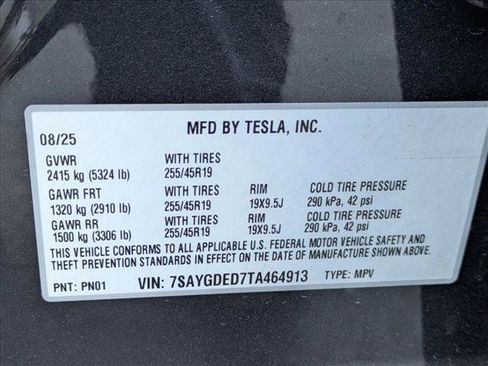 MFD BY TESLA, INC.
08/25
GVWR WITH TIRES
2415 kg (5324 lb) 255/45R19
GAWR FRT WITH TIRES RIM COLD TIRE PRESSURE
1320 kg (2910 lb) 255/45R19 19X9.5J 290 kPa, 42 psi
GAWR RR WITH TIRES RIM COLD TIRE PRESSURE
1500 kg (3306 lb) 255/45R19 19X9.5J 290 kPa, 42 psi
THIS VEHICLE CONFORMS TO ALL APPLICABLE U.S. FEDERAL MOTOR VEHICLE SAFETY AND
THEFT PREVENTION STANDARDS IN EFFECT ON THE DATE OF MANUFACTURE SHOWN ABOVE.
PNT: PN01 VIN: 7SAYGDED7TA464913 TYPE: MPV